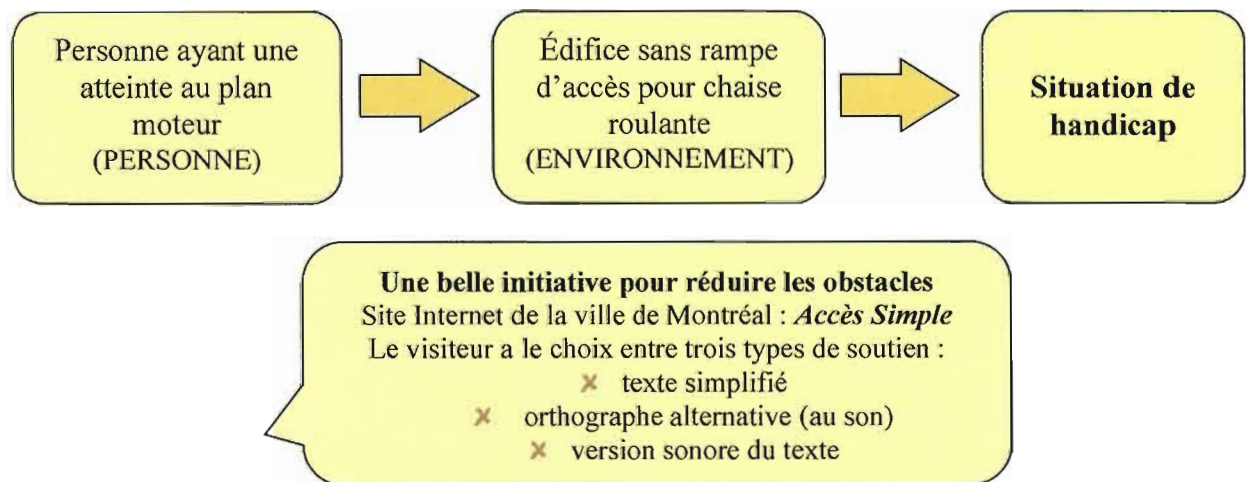 Personne ayant une
atteinte au plan
moteur
(PERSONNE)
Édifice sans rampe
d'accès pour chaise
roulante
(ENVIRONNEMENT)
Situation de
handicap
Une belle initiative pour réduire les obstacles
Site Internet de la ville de Montréal : Accès Simple
Le visiteur a le choix entre trois types de soutien :
✗ texte simplifié
✗ orthographe alternative (au son)
✗ version sonore du texte